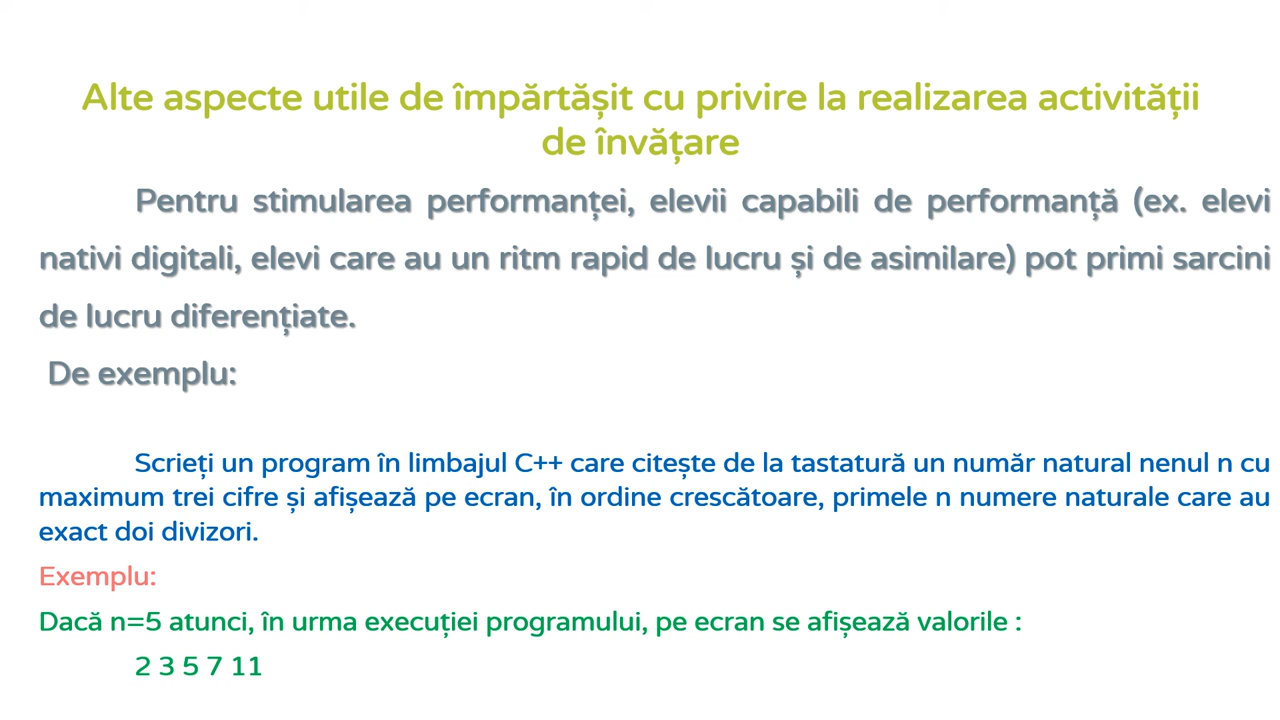 Alte aspecte utile de împărtășit cu privire la realizarea activității
de învățare
Pentru stimularea performanței, elevii capabili de performanță (ex. elevi
nativi digitali, elevi care au un ritm rapid de lucru și de asimilare) pot primi sarcini
de lucru diferențiate.
De exemplu:
Scrieți un program în limbajul C++ care citește de la tastatură un număr natural nenul n cu
maximum trei cifre și afișează pe ecran, în ordine crescătoare, primele n numere naturale care au
exact doi divizori.
Exemplu:
Dacă n=5 atunci, în urma execuției programului, pe ecran se afișează valorile :
2 3 5 7 11